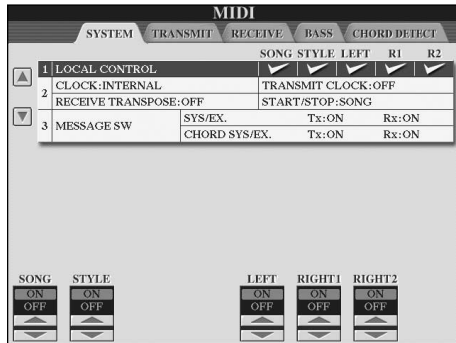 MIDI
SYSTEM TRANSMIT RECEIVE BASS CHORD DETECT
SONG STYLE LEFT R1 R2
1 LOCAL CONTROL
2 CLOCK:INTERNAL TRANSMIT CLOCK:OFF
RECEIVE TRANSPOSE:OFF START/STOP:SONG
3 MESSAGE SW SYS/EX. Tx:ON Rx:ON
CHORD SYS/EX. Tx:ON Rx:ON
SONG STYLE LEFT RIGHT1 RIGHT2
ON ON ON ON ON
OFF OFF OFF OFF OFF